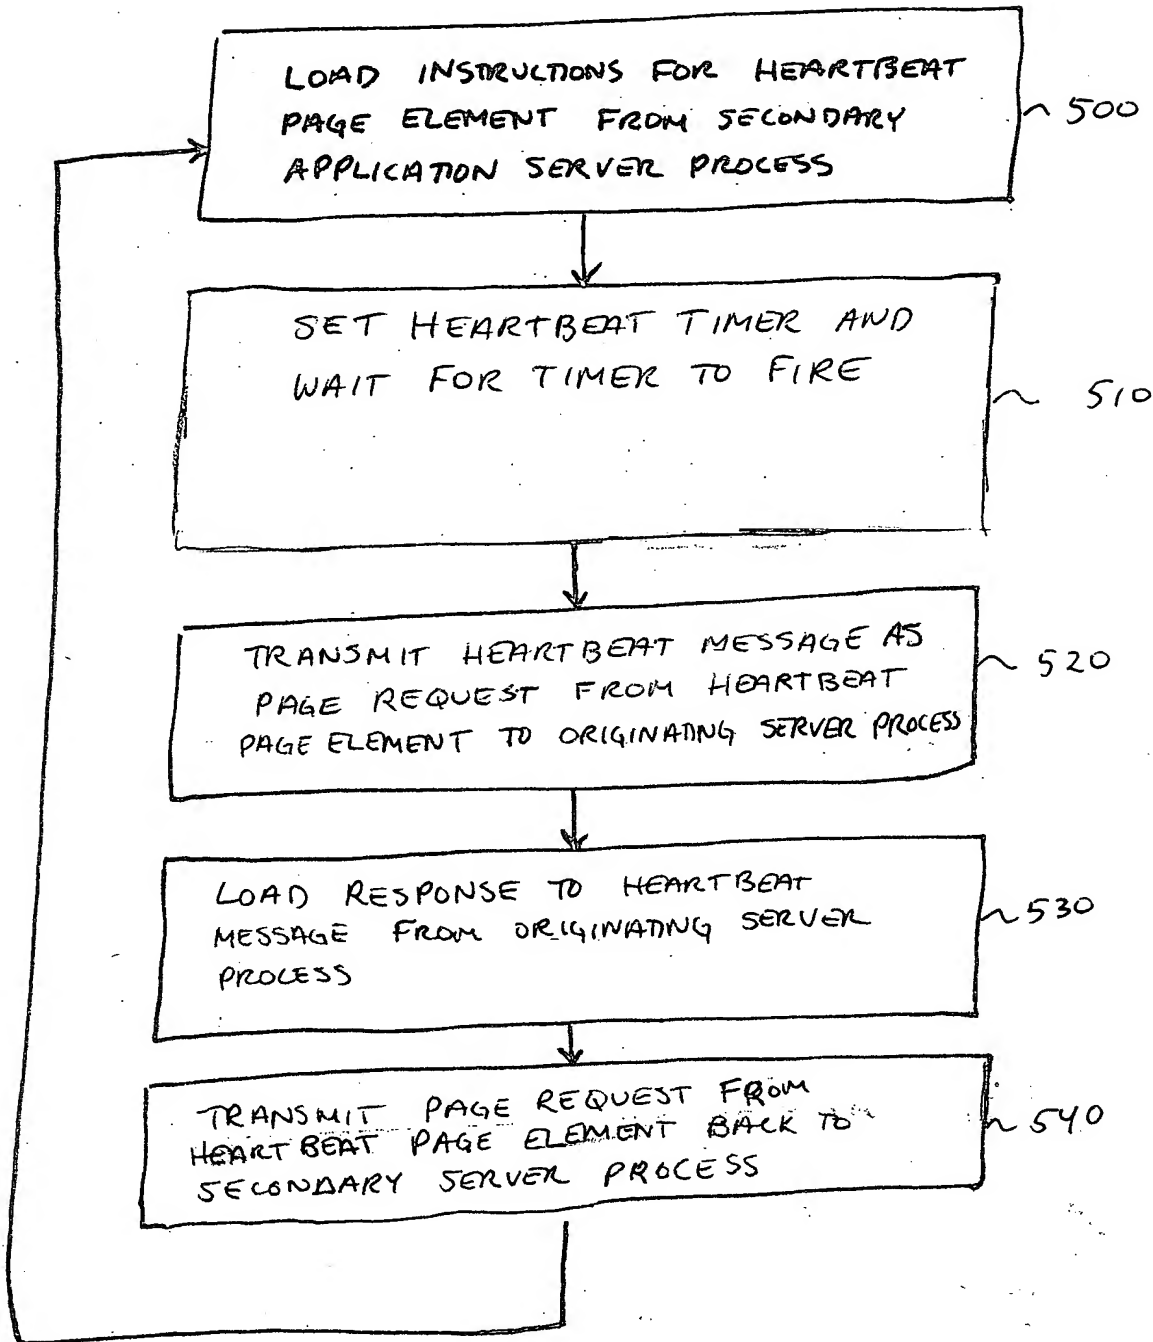 LOAD INSTRUCTIONS FOR HEARTBEAT
PAGE ELEMENT FROM SECONDARY
APPLICATION SERVER PROCESS
500
SET HEARTBEAT TIMER AND
WAIT FOR TIMER TO FIRE
510
TRANSMIT HEARTBEAT MESSAGE AS
PAGE REQUEST FROM HEARTBEAT
PAGE ELEMENT TO ORIGINATING SERVER PROCESS
520
LOAD RESPONSE TO HEARTBEAT
MESSAGE FROM ORIGINATING SERVER
PROCESS
530
TRANSMIT PAGE REQUEST FROM
HEARTBEAT PAGE ELEMENT BACK TO
SECONDARY SERVER PROCESS
540